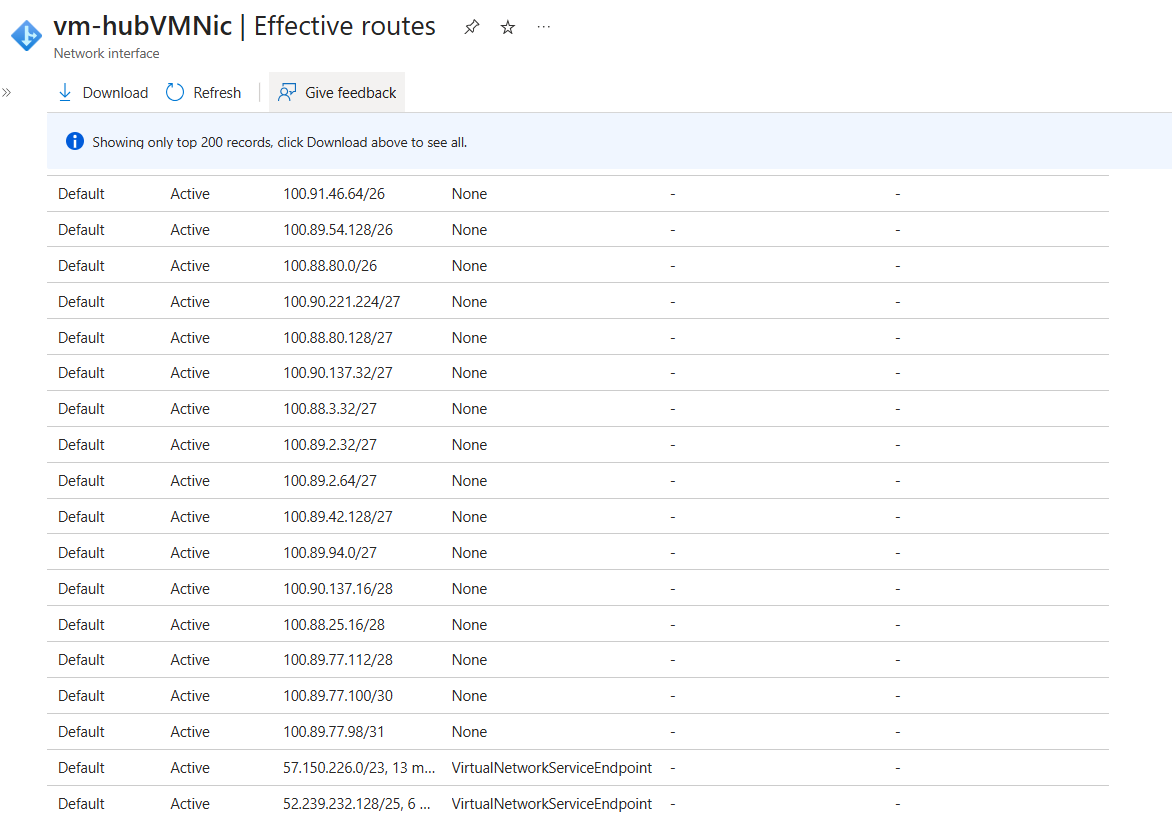 vm-hubVMNic | Effective routes
Network interface
Download Refresh Give feedback
Showing only top 200 records, click Download above to see all.
Default Active 100.91.46.64/26 None - -
Default Active 100.89.54.128/26 None - -
Default Active 100.88.80.0/26 None - -
Default Active 100.90.221.224/27 None - -
Default Active 100.88.80.128/27 None - -
Default Active 100.90.137.32/27 None - -
Default Active 100.88.3.32/27 None - -
Default Active 100.89.2.32/27 None - -
Default Active 100.89.2.64/27 None - -
Default Active 100.89.42.128/27 None - -
Default Active 100.89.94.0/27 None - -
Default Active 100.90.137.16/28 None - -
Default Active 100.88.25.16/28 None - -
Default Active 100.89.77.112/28 None - -
Default Active 100.89.77.100/30 None - -
Default Active 100.89.77.98/31 None - -
Default Active 57.150.226.0/23, 13 m... VirtualNetworkServiceEndpoint - -
Default Active 52.239.232.128/25, 6 ... VirtualNetworkServiceEndpoint - -